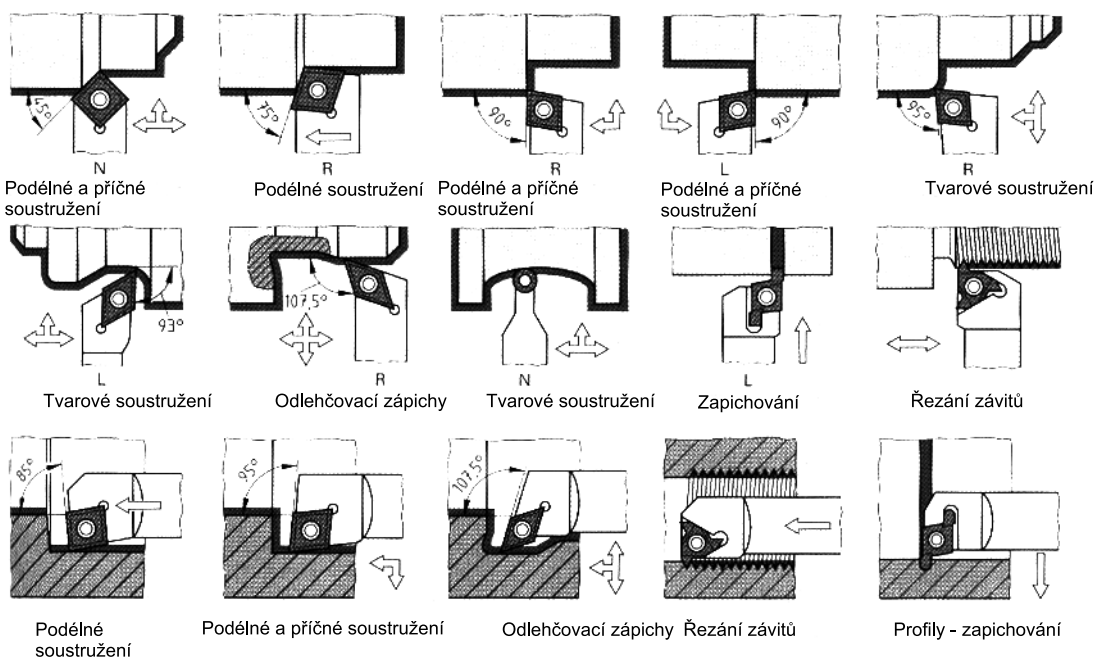 45°
75°
90°
90°
95°
N
R
R
L
R
Podélné a příčné
soustružení
Podélné soustružení
Podélné a příčné
soustružení
Podélné a příčné
soustružení
Tvarové soustružení
93°
107,5°
L
R
N
L
Tvarové soustružení
Odlehčovací zápichy
Tvarové soustružení
Zapichování
Řezání závitů
85°
95°
107,5°
Podélné
soustružení
Podélné a příčné soustružení
Odlehčovací zápichy
Řezání závitů
Profily - zapichování